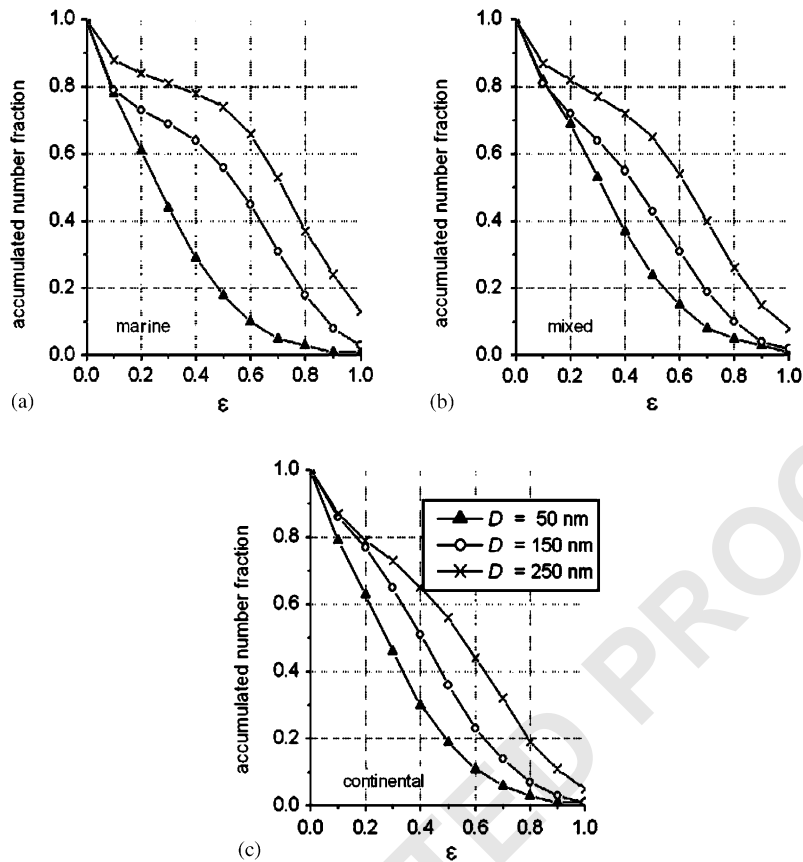 1.0
0.8
0.6
0.4
0.2
0.0
accumulated number fraction
marine
0.0 0.2 0.4 0.6 0.8 1.0
ε
(a)
1.0
0.8
0.6
0.4
0.2
0.0
accumulated number fraction
mixed
0.0 0.2 0.4 0.6 0.8 1.0
ε
(b)
1.0
0.8
0.6
0.4
0.2
0.0
accumulated number fraction
D = 50 nm
D = 150 nm
D = 250 nm
continental
0.0 0.2 0.4 0.6 0.8 1.0
ε
(c)
TED PROO